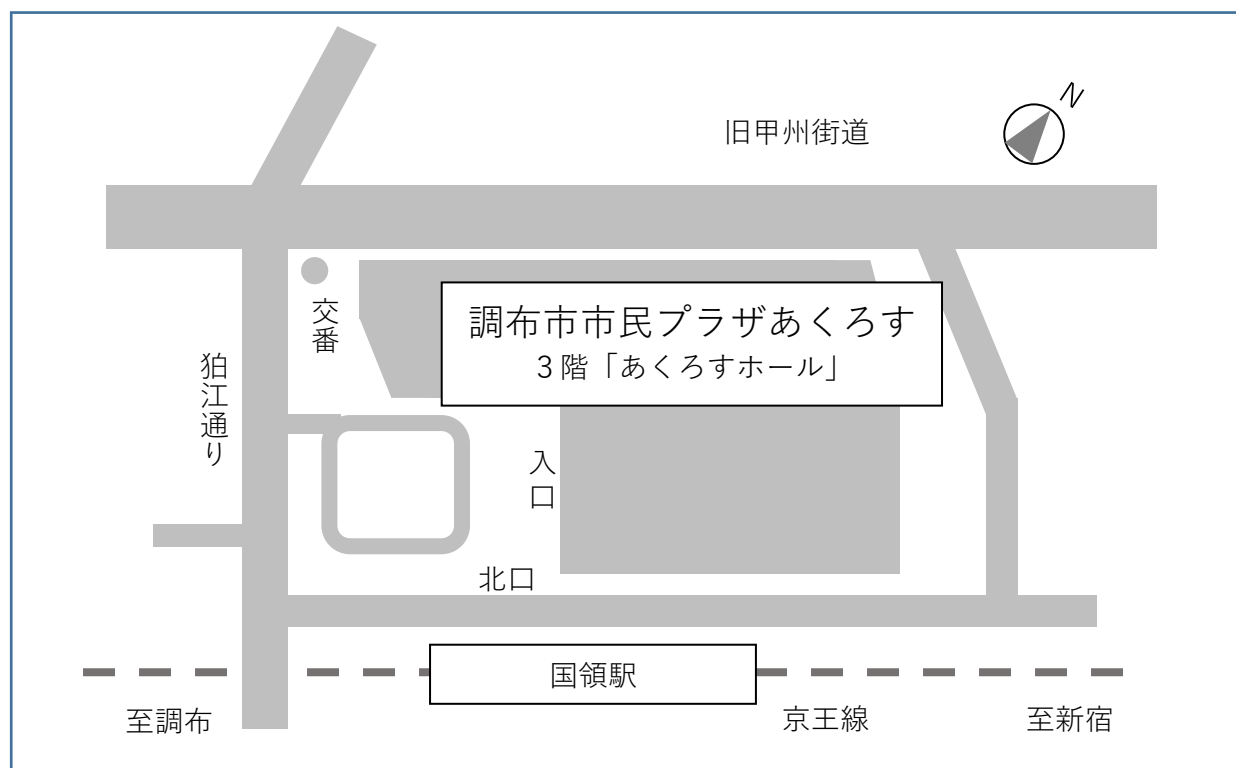 旧甲州街道
N
交番
調布市市民プラザあくろす
３階「あくろすホール」
狛江通り
入口
北口
国領駅
至調布
京王線
至新宿